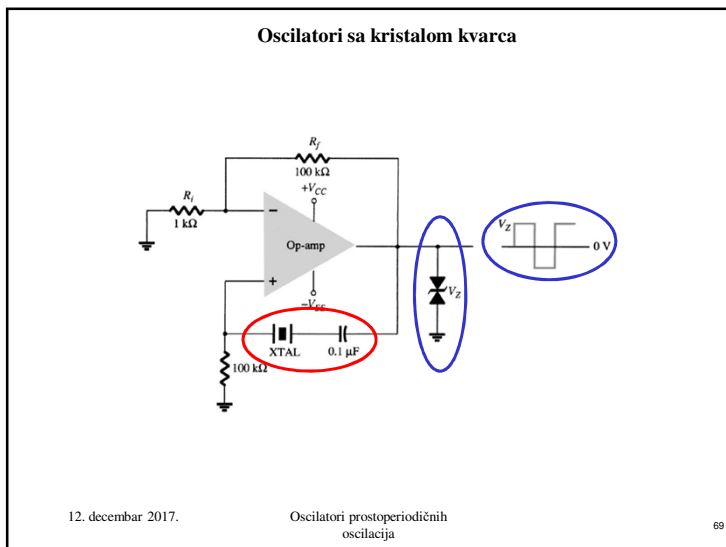 Oscilatori sa kristalom kvarca
R_f
100 kΩ
+V_CC
R_i
1 kΩ
−
Op-amp
+
−V_EE
XTAL
0.1 μF
100 kΩ
V_Z
V_Z
0 V
12. decembar 2017.
Oscilatori prostoperiodičnih
oscilacija
69